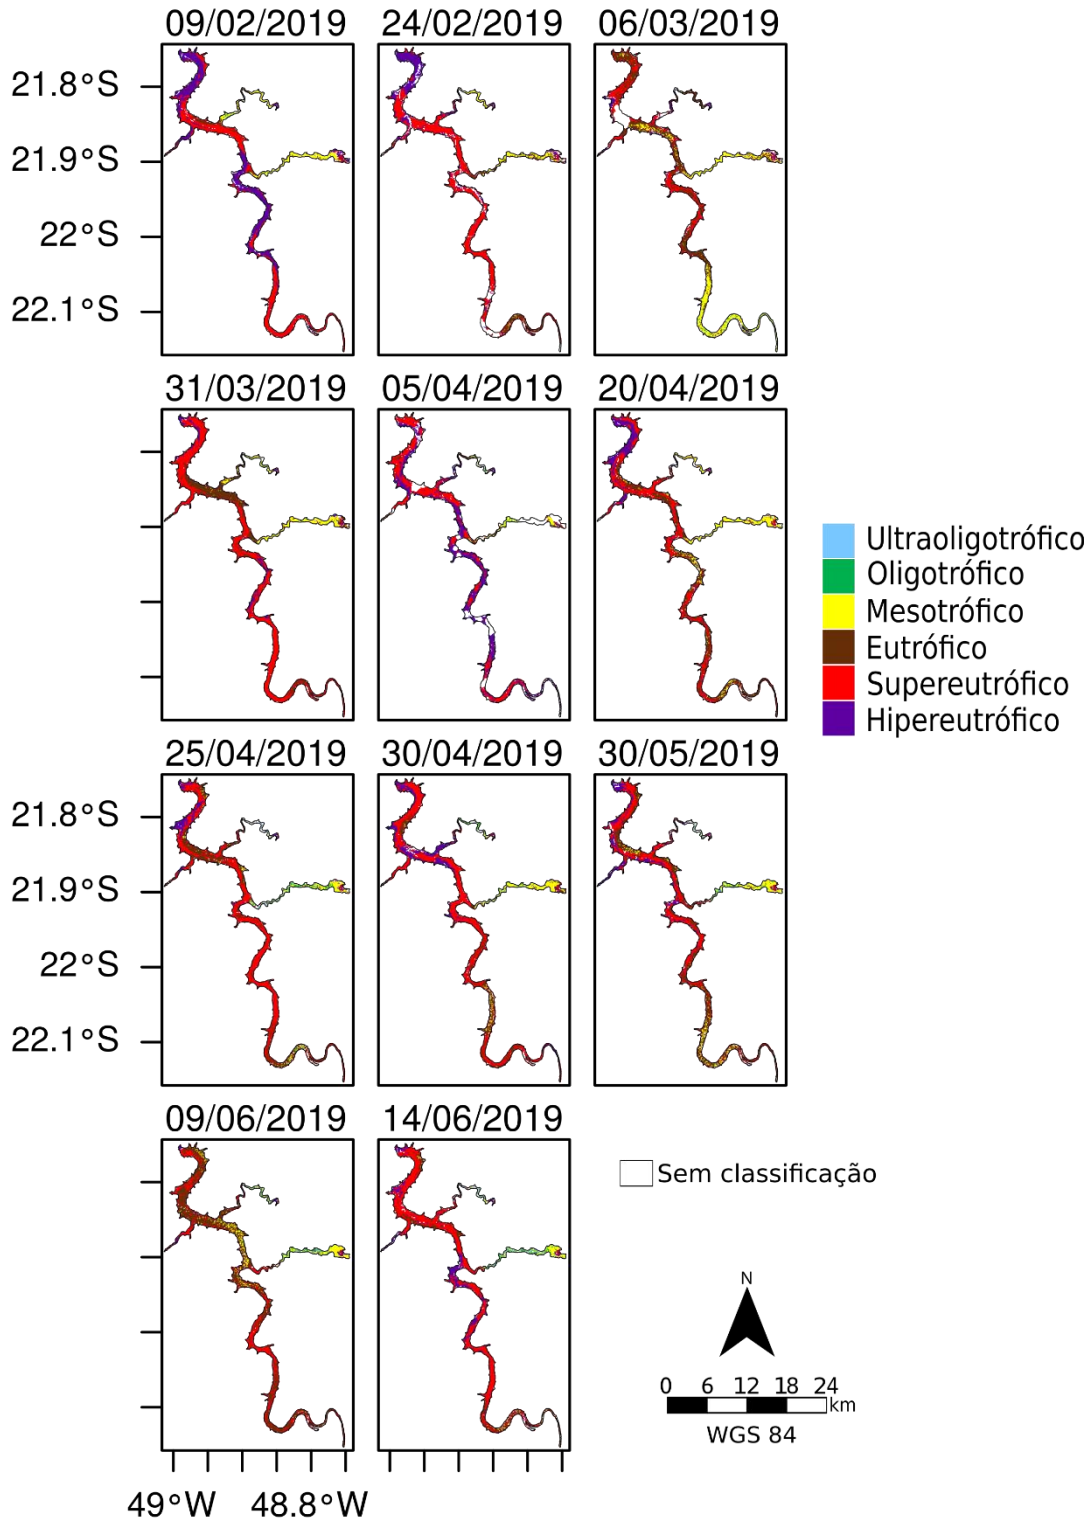 09/02/2019 24/02/2019 06/03/2019
21.8°S
21.9°S
22°S
22.1°S
31/03/2019 05/04/2019 20/04/2019
Ultraoligotrófico
Oligotrófico
Mesotrófico
Eutrófico
Supereutrófico
Hipereutrófico
25/04/2019 30/04/2019 30/05/2019
21.8°S
21.9°S
22°S
22.1°S
09/06/2019 14/06/2019
Sem classificação
N
0 6 12 18 24
km
WGS 84
49°W 48.8°W